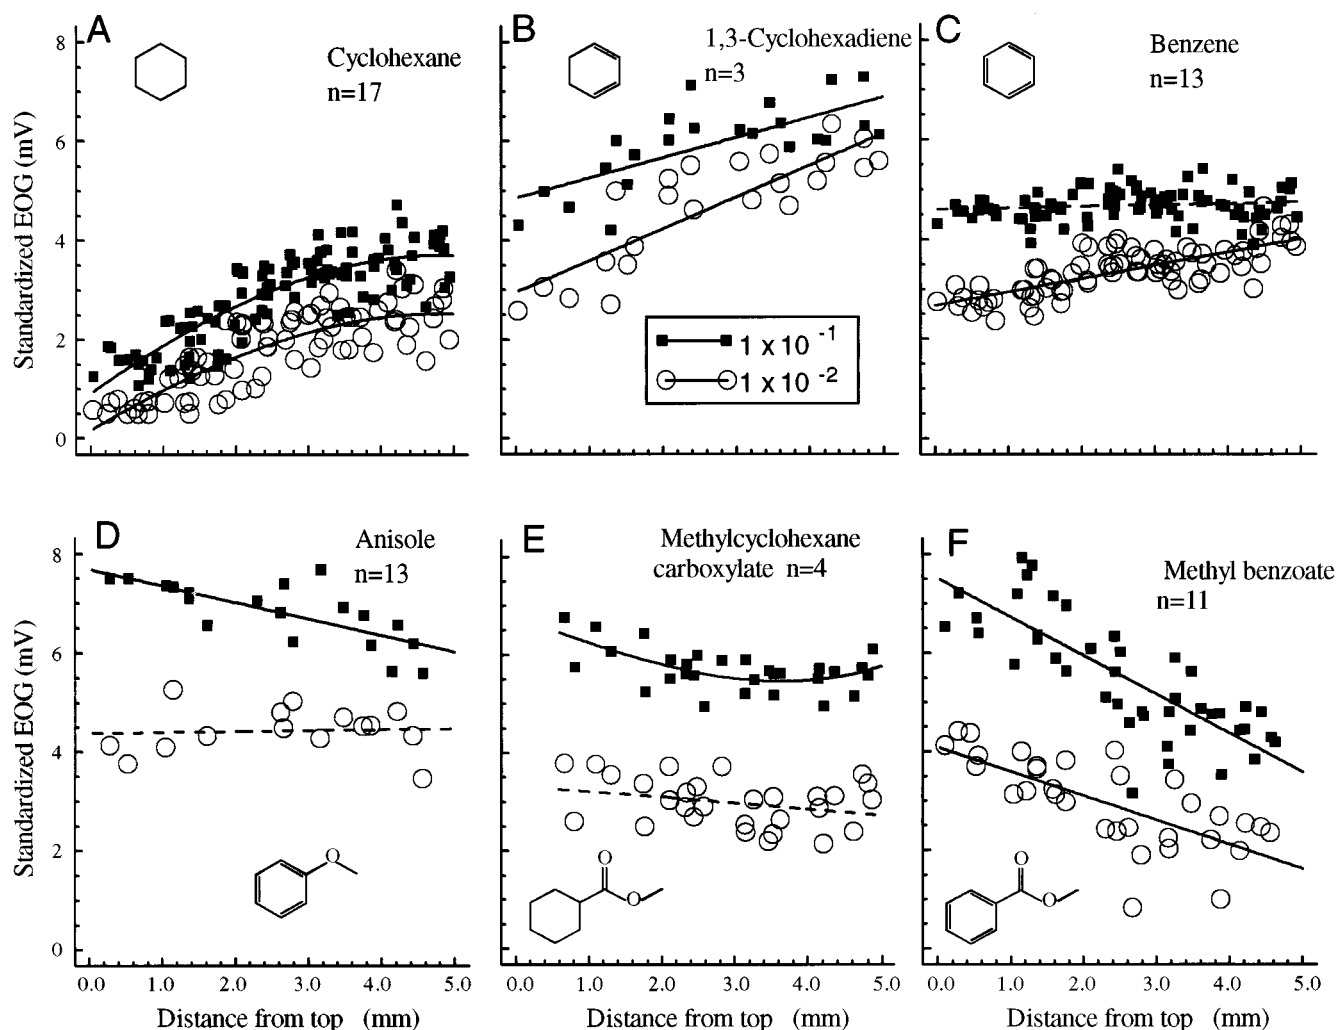 A
Cyclohexane
n=17
B
1,3-Cyclohexadiene
n=3
C
Benzene
n=13
Standardized EOG (mV)
8
6
4
2
0
1 x 10 -1
1 x 10 -2
D
Anisole
n=13
O
E
Methylcyclohexane
carboxylate n=4
O
O
F
Methyl benzoate
n=11
O
O
Standardized EOG (mV)
8
6
4
2
0
0.0 1.0 2.0 3.0 4.0 5.0
0.0 1.0 2.0 3.0 4.0 5.0
0.0 1.0 2.0 3.0 4.0 5.0
Distance from top (mm)
Distance from top (mm)
Distance from top (mm)